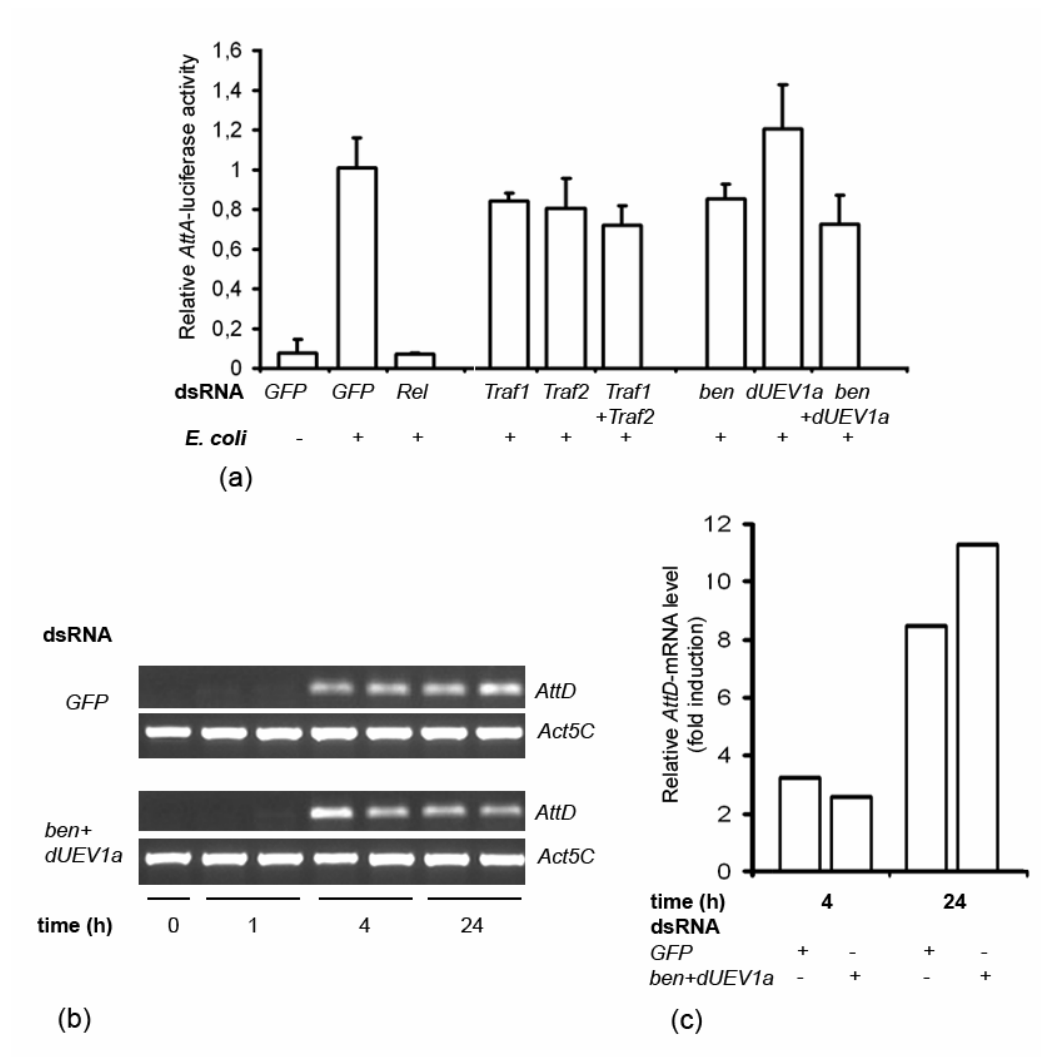 Relative AttA-luciferase activity
1,6
1,4
1,2
1
0,8
0,6
0,4
0,2
0
dsRNA GFP GFP Rel Traf1 Traf2 Traf1 ben dUEV1a ben
+Traf2 +dUEV1a
E. coli - + + + + + + + +
(a)
dsRNA
GFP
AttD
Act5C
ben+
dUEV1a
AttD
Act5C
time (h) 0 1 4 24
(b)
Relative AttD-mRNA level
(fold induction)
12
10
8
6
4
2
0
time (h) 4 24
dsRNA
GFP + - + -
ben+dUEV1a - + - +
(c)